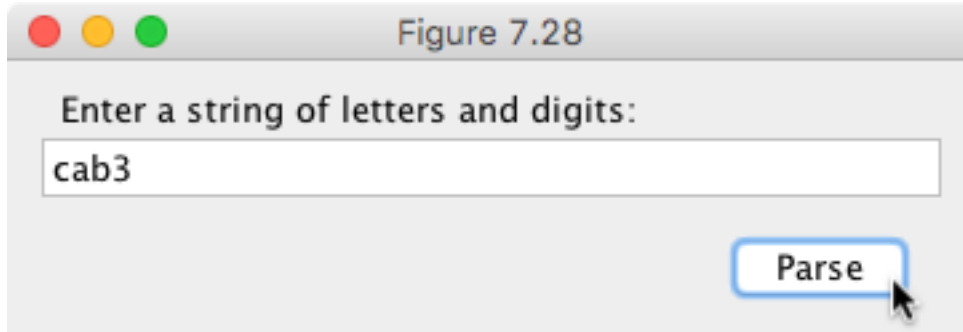 Figure 7.28
Enter a string of letters and digits:
cab3
Parse